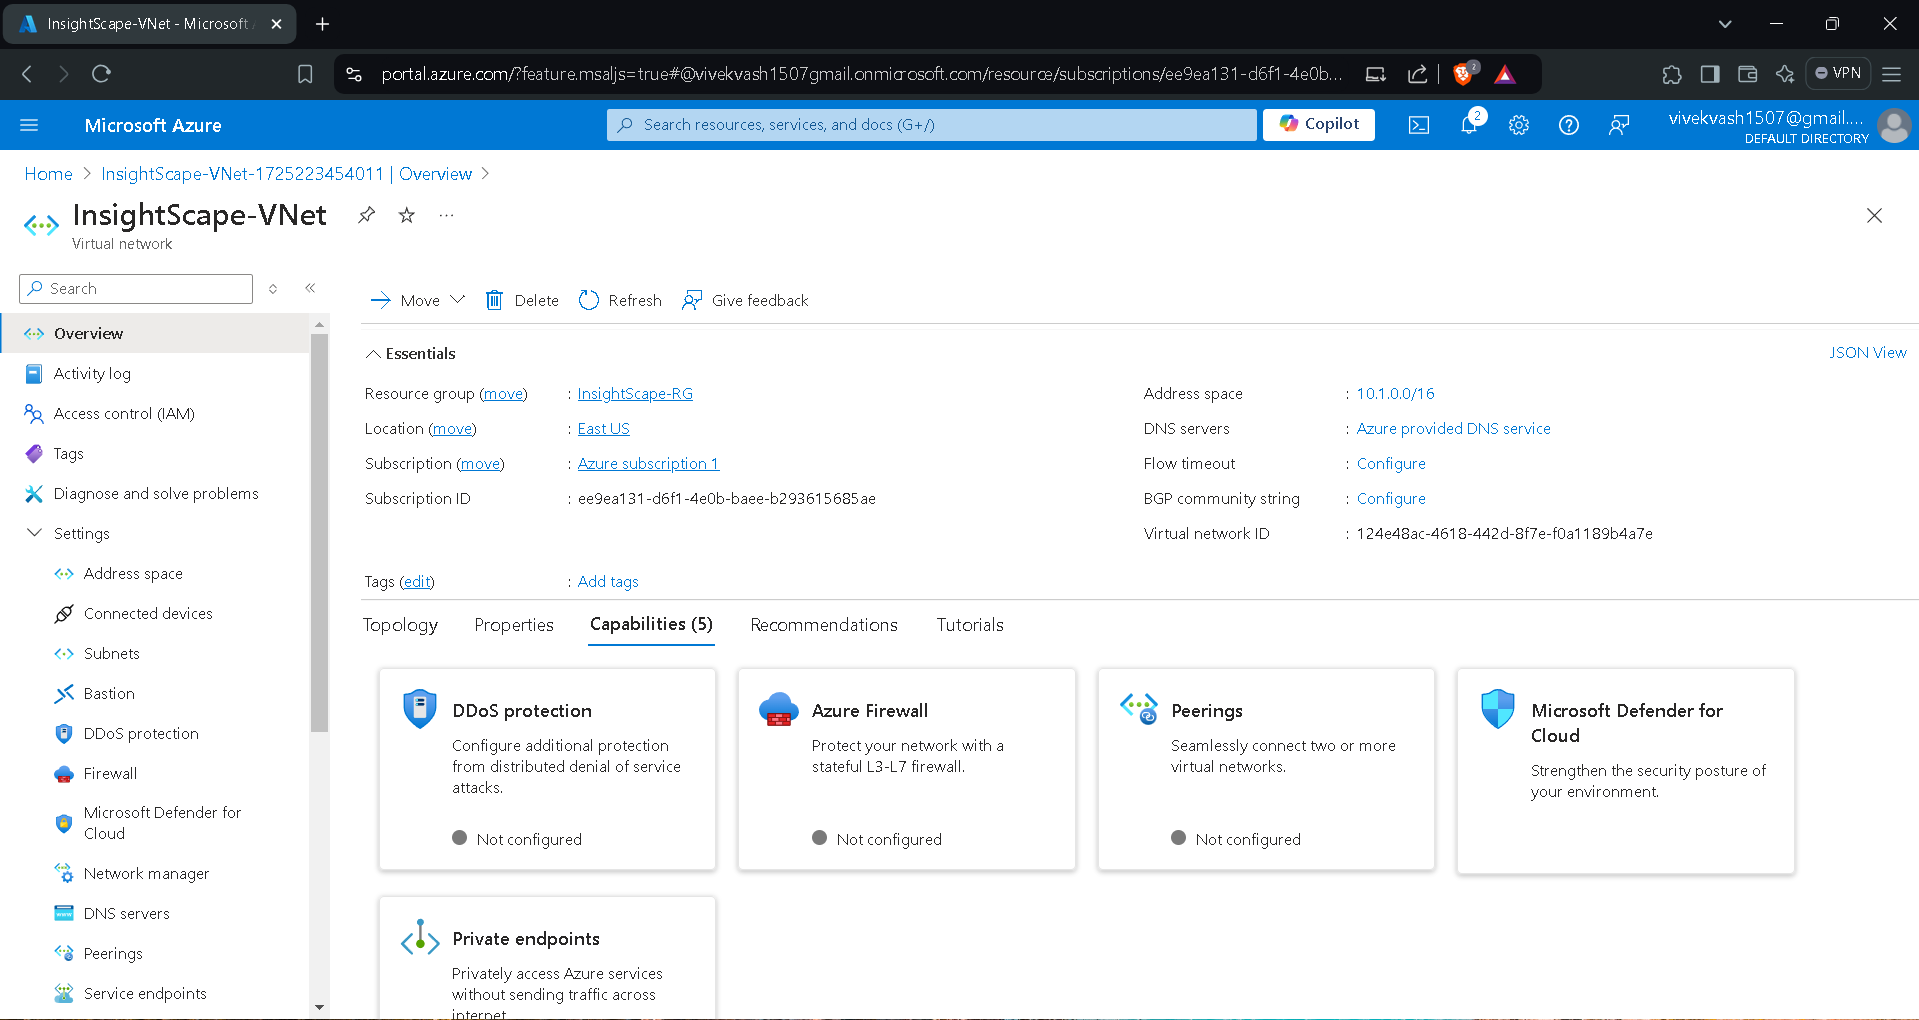 InsightScape-VNet - Microsoft
portal.azure.com/?feature.msaljs=true#@vivekvash1507gmail.onmicrosoft.com/resource/subscriptions/ee9ea131-d6f1-4e0b...
2
VPN
Microsoft Azure
Search resources, services, and docs (G+/)
Copilot
2
vivekvash1507@gmail....
DEFAULT DIRECTORY
Home > InsightScape-VNet-1725223454011 | Overview >
InsightScape-VNet
Virtual network
Search
Overview
Activity log
Access control (IAM)
Tags
Diagnose and solve problems
Settings
Address space
Connected devices
Subnets
Bastion
DDoS protection
Firewall
Microsoft Defender for
Cloud
Network manager
DNS servers
Peerings
Service endpoints
Move
Delete
Refresh
Give feedback
Essentials
JSON View
Resource group (move) : InsightScape-RG
Location (move) : East US
Subscription (move) : Azure subscription 1
Subscription ID : ee9ea131-d6f1-4e0b-baee-b293615685ae
Address space : 10.1.0.0/16
DNS servers : Azure provided DNS service
Flow timeout : Configure
BGP community string : Configure
Virtual network ID : 124e48ac-4618-442d-8f7e-f0a1189b4a7e
Tags (edit) : Add tags
Topology
Properties
Capabilities (5)
Recommendations
Tutorials
DDoS protection
Configure additional protection
from distributed denial of service
attacks.
Not configured
Azure Firewall
Protect your network with a
stateful L3-L7 firewall.
Not configured
Peerings
Seamlessly connect two or more
virtual networks.
Not configured
Microsoft Defender for
Cloud
Strengthen the security posture of
your environment.
Private endpoints
Privately access Azure services
without sending traffic across
internet.